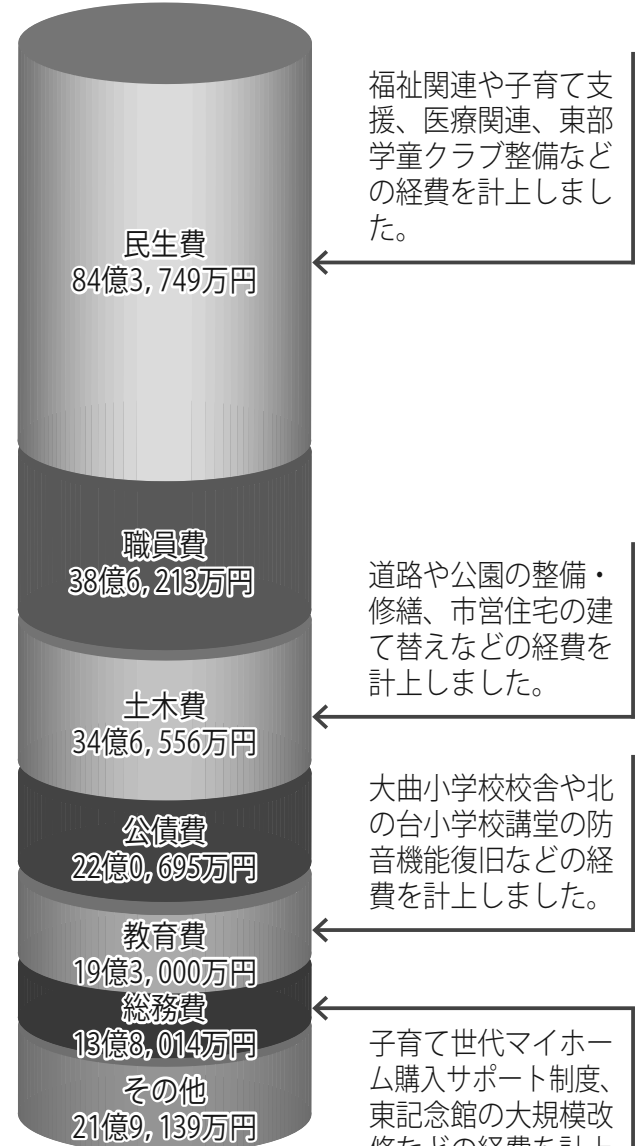 民生費
84億3,749万円
福祉関連や子育て支
援、医療関連、東部
学童クラブ整備など
の経費を計上しまし
た。
職員費
38億6,213万円
土木費
34億6,556万円
道路や公園の整備・
修繕、市営住宅の建
て替えなどの経費を
計上しました。
公債費
22億0,695万円
教育費
19億3,000万円
大曲小学校校舎や北
の台小学校講堂の防
音機能復旧などの経
費を計上しました。
総務費
13億8,014万円
子育て世代マイホー
ム購入サポート制度、
東記念館の大規模改
修などの経費を計上
その他
21億9,139万円